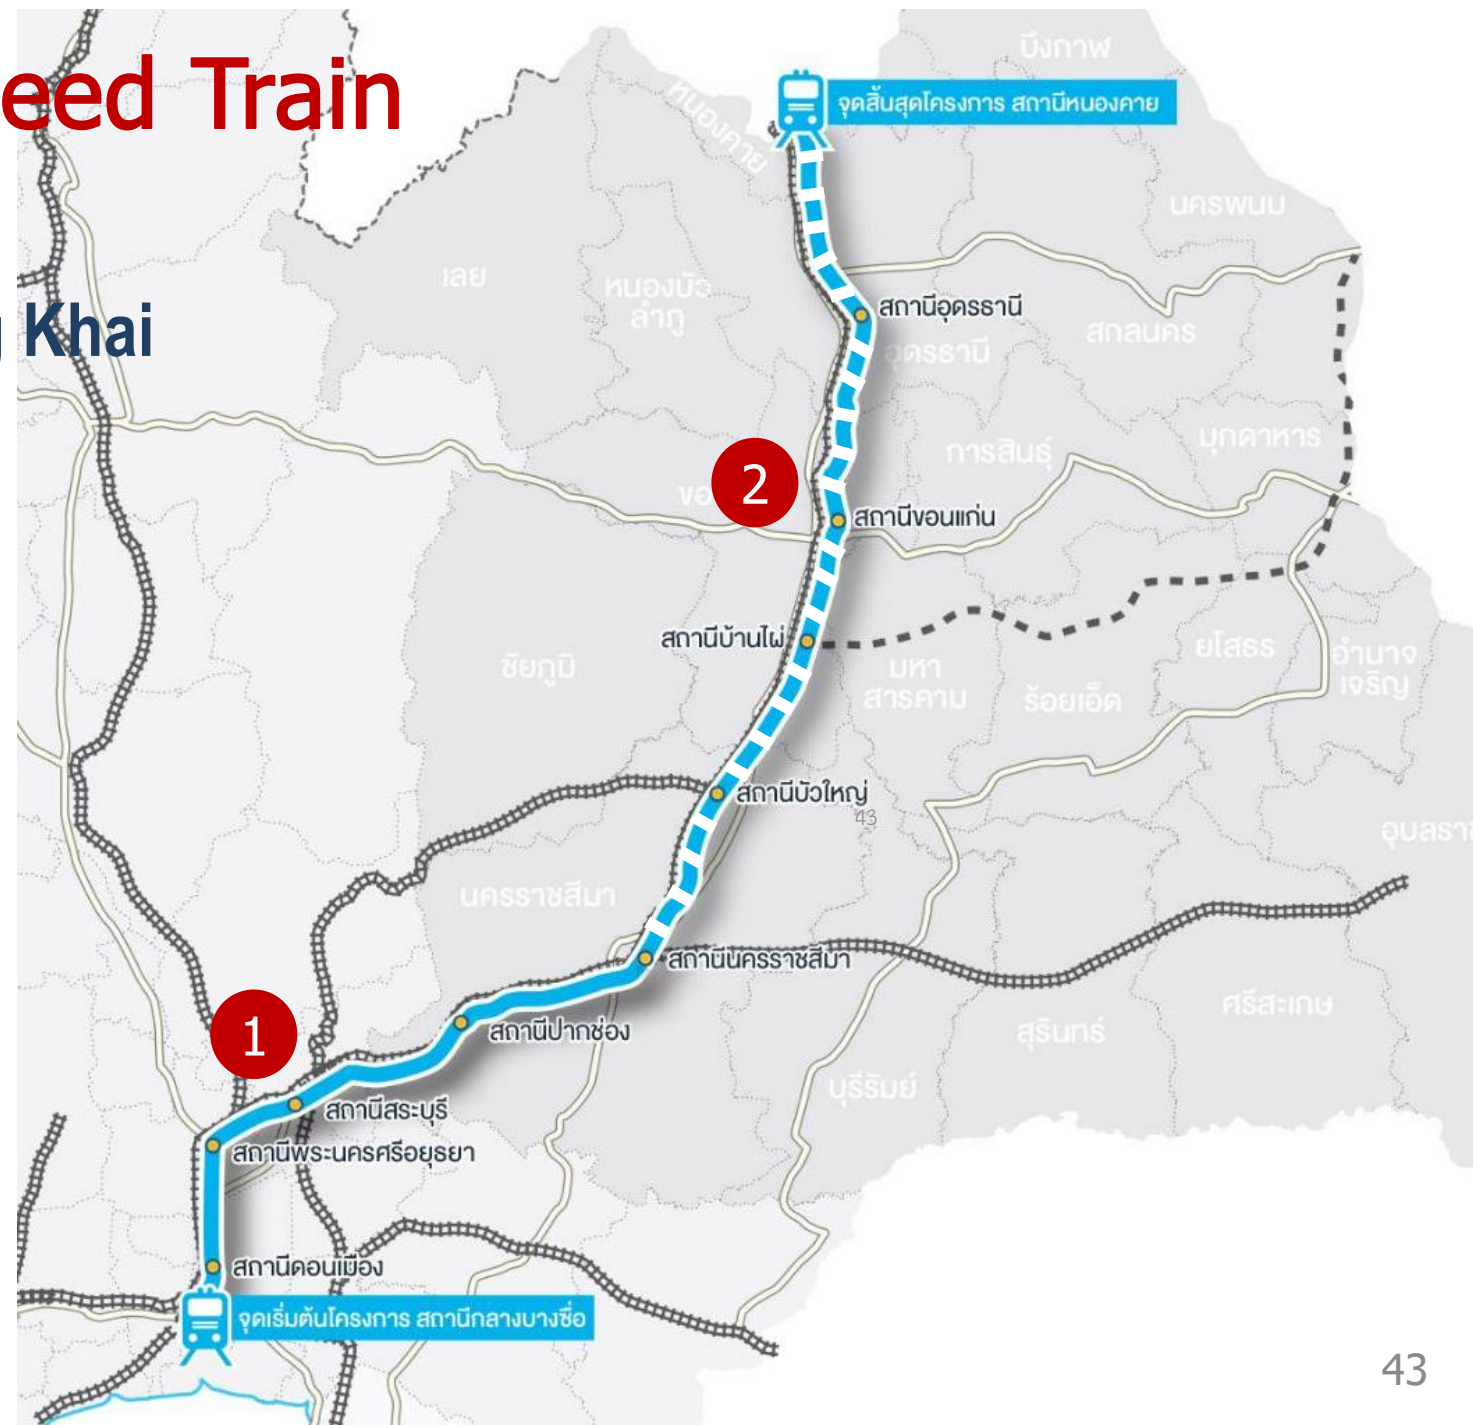 eed Train
Khai
บึงกาฬ
จุดสิ้นสุดโครงการ สถานีหนองคาย
หนองคาย
นครพนม
เลย
หนองบัว
ลำภู
สถานีอุดรธานี
อุดรธานี
สกลนคร
2
การสินธุ์
มุกดาหาร
ขอ
สถานีขอนแก่น
สถานีบ้านไผ่
ชัยภูมิ
มหา
สารคาม
ร้อยเอ็ด
ยโสธร
อำนาจ
เจริญ
สถานีบัวใหญ่
43
อุบลรา
นครราชสีมา
สถานีนครราชสีมา
1
สถานีปากช่อง
สุรินทร์
ศรีสะเกษ
บุรีรัมย์
สถานีสระบุรี
สถานีพระนครศรีอยุธยา
สถานีดอนเมือง
จุดเริ่มต้นโครงการ สถานีกลางบางซื่อ
43